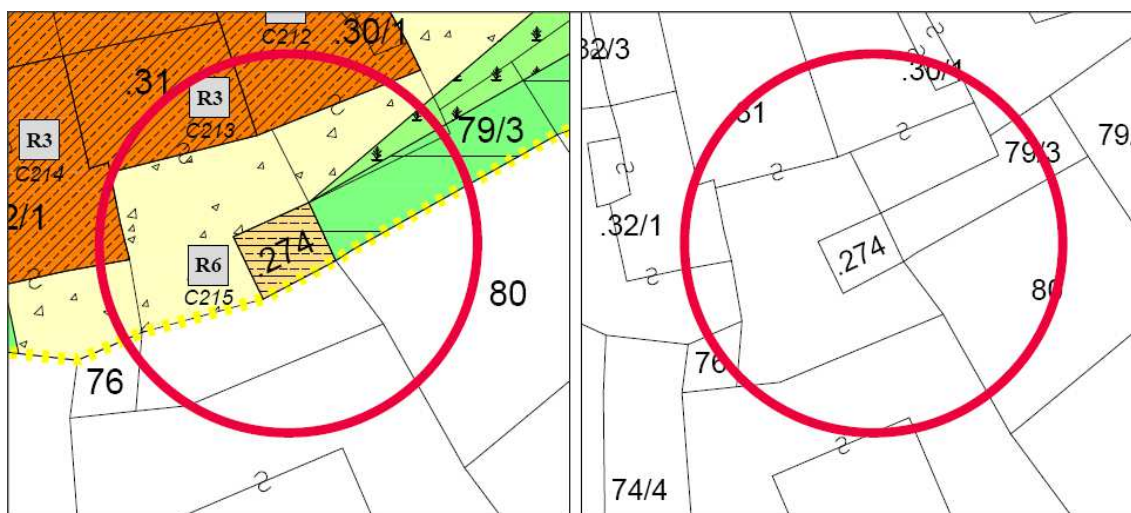 C212
.30/1
.31
R3
C213
R3
C214
79/3
2/1
.274
R6
C215
80
76
32/3
31
.30/1
79/3
79/
.32/1
.274
80
76
74/4